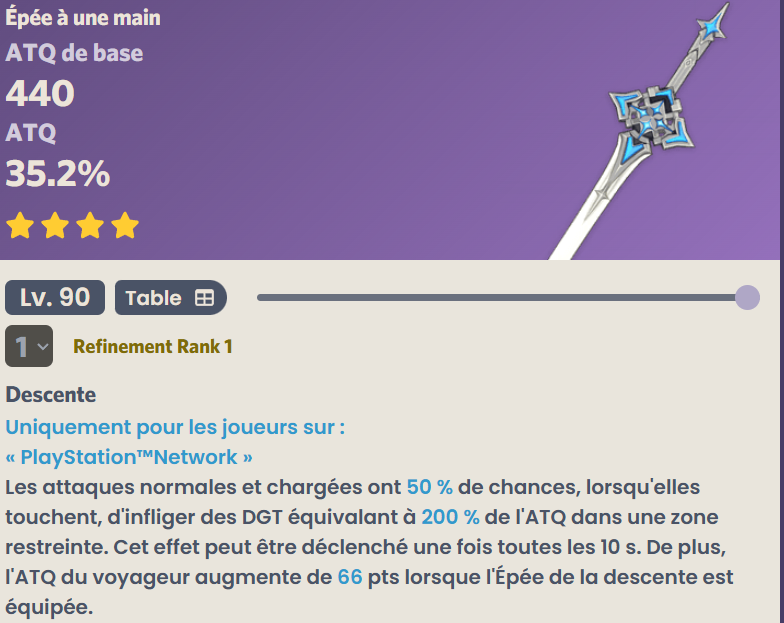 Épée à une main
ATQ de base
440
ATQ
35.2%
Lv. 90
Table
1
Refinement Rank 1
Descente
Uniquement pour les joueurs sur :
« PlayStation™Network »
Les attaques normales et chargées ont 50 % de chances, lorsqu'elles
touchent, d'infliger des DGT équivalant à 200 % de l'ATQ dans une zone
restreinte. Cet effet peut être déclenché une fois toutes les 10 s. De plus,
l'ATQ du voyageur augmente de 66 pts lorsque l'Épée de la descente est
équipée.